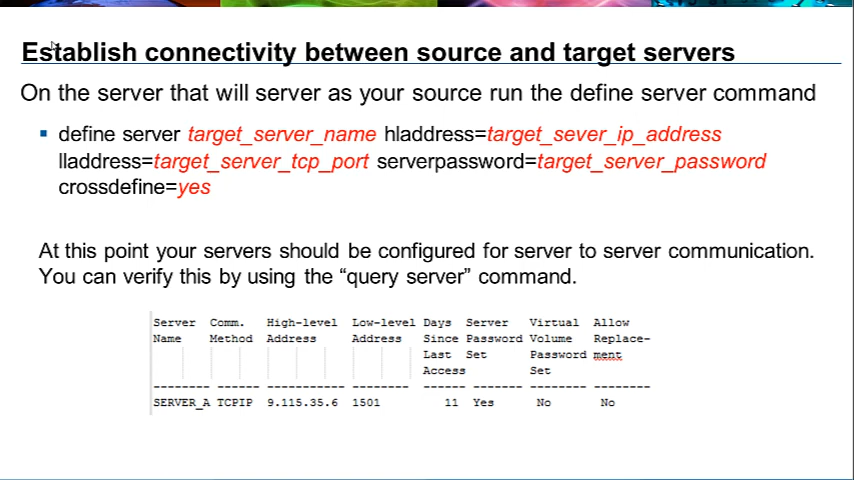 Establish connectivity between source and target servers
On the server that will server as your source run the define server command
▪ define server target_server_name hladdress=target_sever_ip_address
lladdress=target_server_tcp_port serverpassword=target_server_password
crossdefine=yes
At this point your servers should be configured for server to server communication.
You can verify this by using the “query server” command.
Server Comm. High-level Low-level Days Server Virtual Allow
Name Method Address Address Since Password Volume Replace-
Last Set Password ment
Access Set
-------- ------ ----------- -------- ------ ------- -------- --------
SERVER_A TCPIP 9.115.35.6 1501 11 Yes No No